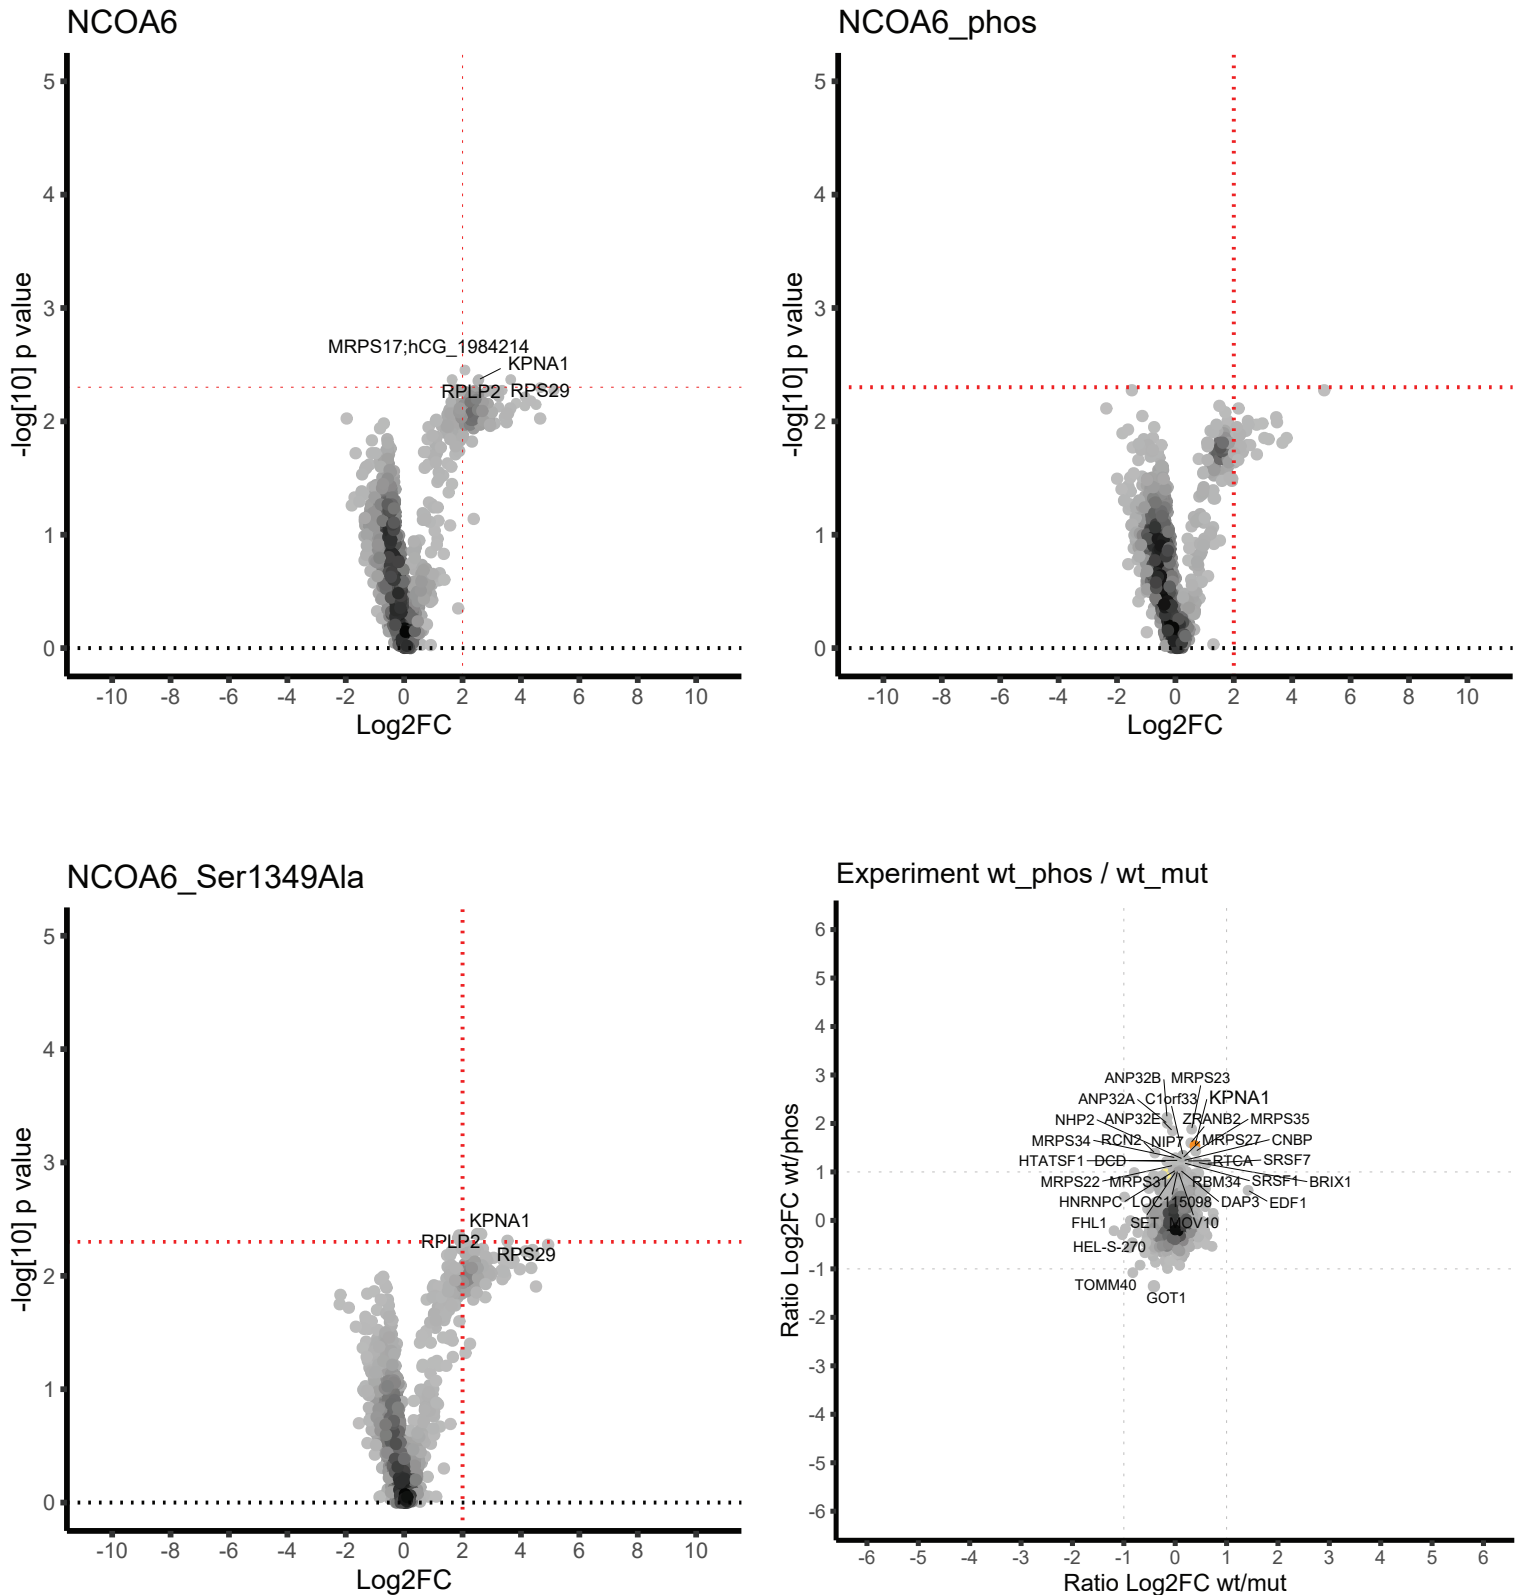 NCOA6
NCOA6_phos
5
4
3
2
1
0
-log[10] p value
MRPS17;hCG_1984214
KPNA1
RPLP2 RPS29
-10 -8 -6 -4 -2 0 2 4 6 8 10
Log2FC
5
4
3
2
1
0
-log[10] p value
-10 -8 -6 -4 -2 0 2 4 6 8 10
Log2FC
NCOA6_Ser1349Ala
5
4
3
2
1
0
-log[10] p value
KPNA1
RPLP2
RPS29
-10 -8 -6 -4 -2 0 2 4 6 8 10
Log2FC
Experiment wt_phos / wt_mut
6
5
4
3
2
1
0
-1
-2
-3
-4
-5
-6
Ratio Log2FC wt/phos
ANP32B MRPS23
ANP32A C1orf33 KPNA1
NHP2 ANP32E ZRANB2 MRPS35
MRPS34 RCN2 NIP7 MRPS27 CNBP
HTATSF1 DCD RTCA SRSF7
MRPS22 MRPS31 RBM34 SRSF1 BRIX1
HNRNPC LOC115098 DAP3 EDF1
FHL1 SET MOV10
HEL-S-270
TOMM40
GOT1
-6 -5 -4 -3 -2 -1 0 1 2 3 4 5 6
Ratio Log2FC wt/mut